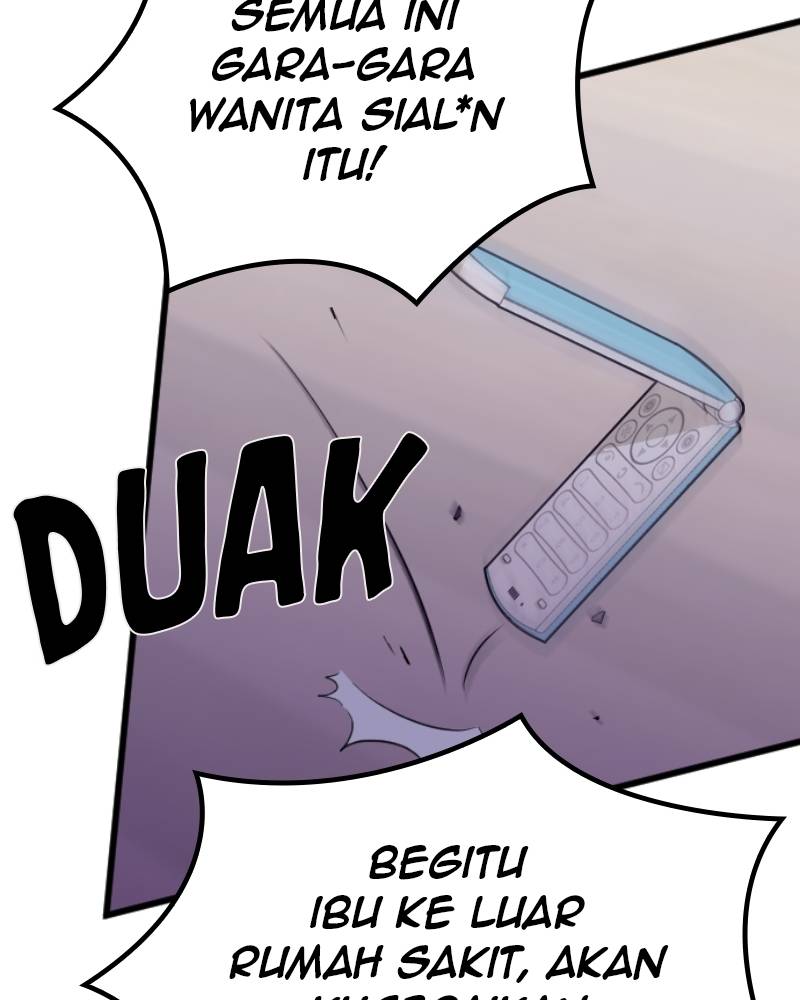 SEMUA INI
GARA-GARA
WANITA SIAL*N
ITU!
DUAK
BEGITU
IBU KE LUAR
RUMAH SAKIT, AKAN